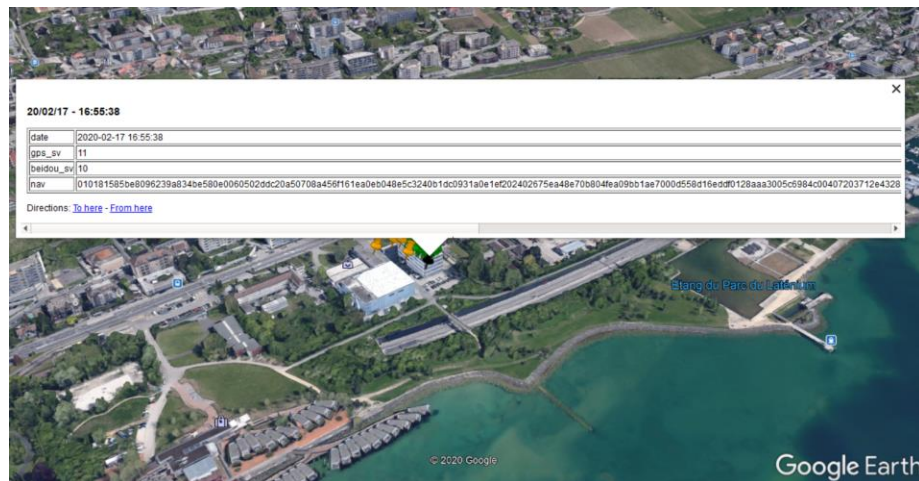 20/02/17 - 16:55:38
date 2020-02-17 16:55:38
gps_sv 11
beidou_sv 10
nav 010181585be8096239a834be580e0060502ddc20a50708a456f161ea0eb048e5c3240b1dc0931a0e1ef202402675ea48e70b804fea09bb1ae7000d558d16eddf0128aaa3005c6984c00407203712e4328
Directions: To here - From here
Etang du Parc du Laténium
© 2020 Google
Google Earth